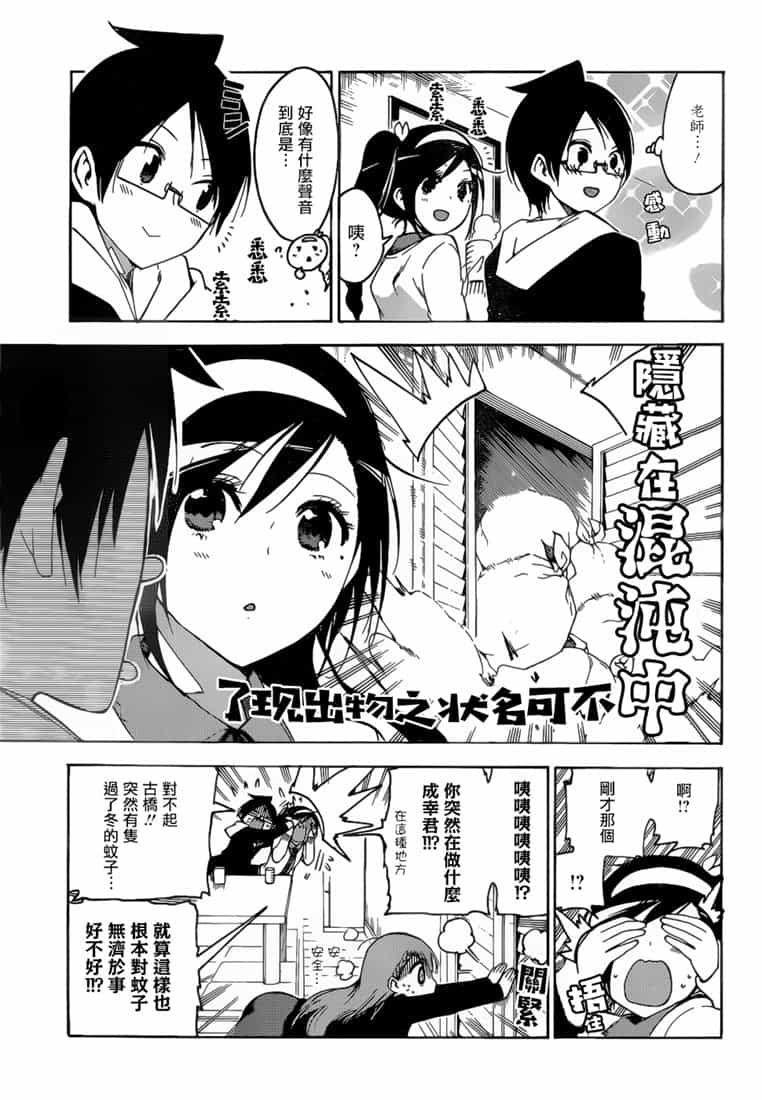 老師…!
感動
悉悉
索索
咦?
好像有什麼聲音
到底是…
悉悉
索索
隱藏在混沌中
不可名状之物出现了
啊!?
剛才那個
!?
捂住
咦咦咦咦咦咦!?
你突然在做什麼
成幸君!!?
在這種地方
關緊
安全…
安全…
對不起
古橋!!
突然有隻
過了冬的蚊子…
就算這樣也
根本對蚊子
無濟於事
好不好!!?